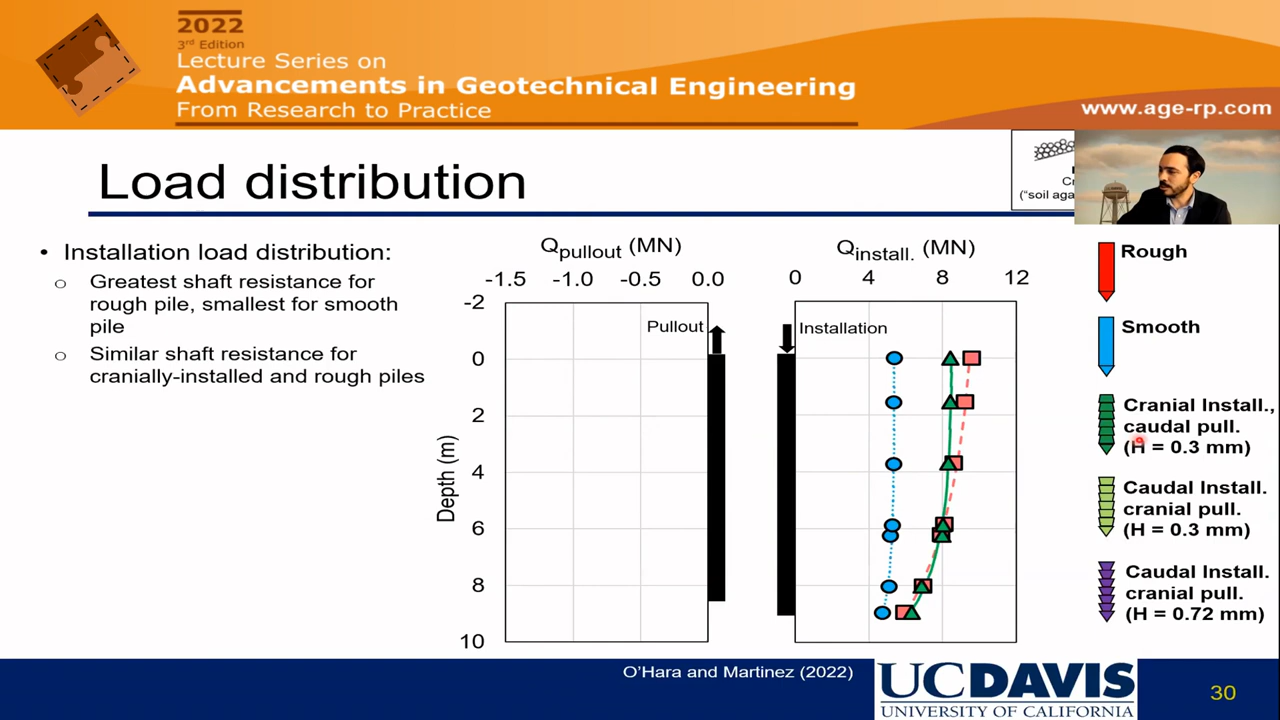 2022
3rd Edition
Lecture Series on
Advancements in Geotechnical Engineering
From Research to Practice
www.age-rp.com
Load distribution
("soil aga
• Installation load distribution:
o Greatest shaft resistance for
rough pile, smallest for smooth
pile
o Similar shaft resistance for
cranially-installed and rough piles
Qpullout (MN)
-1.5 -1.0 -0.5 0.0
Qinstall. (MN)
0 4 8 12
Depth (m)
-2
0
2
4
6
8
10
Pullout
Installation
Rough
Smooth
Cranial Install.,
caudal pull.
(H = 0.3 mm)
Caudal Install.
cranial pull.
(H = 0.3 mm)
Caudal Install.
cranial pull.
(H = 0.72 mm)
O'Hara and Martinez (2022)
UCDAVIS
UNIVERSITY OF CALIFORNIA
30